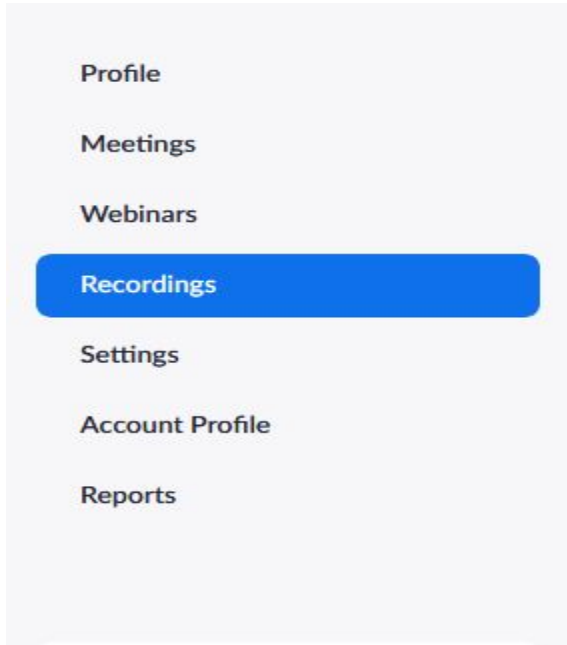 Profile
Meetings
Webinars
Recordings
Settings
Account Profile
Reports